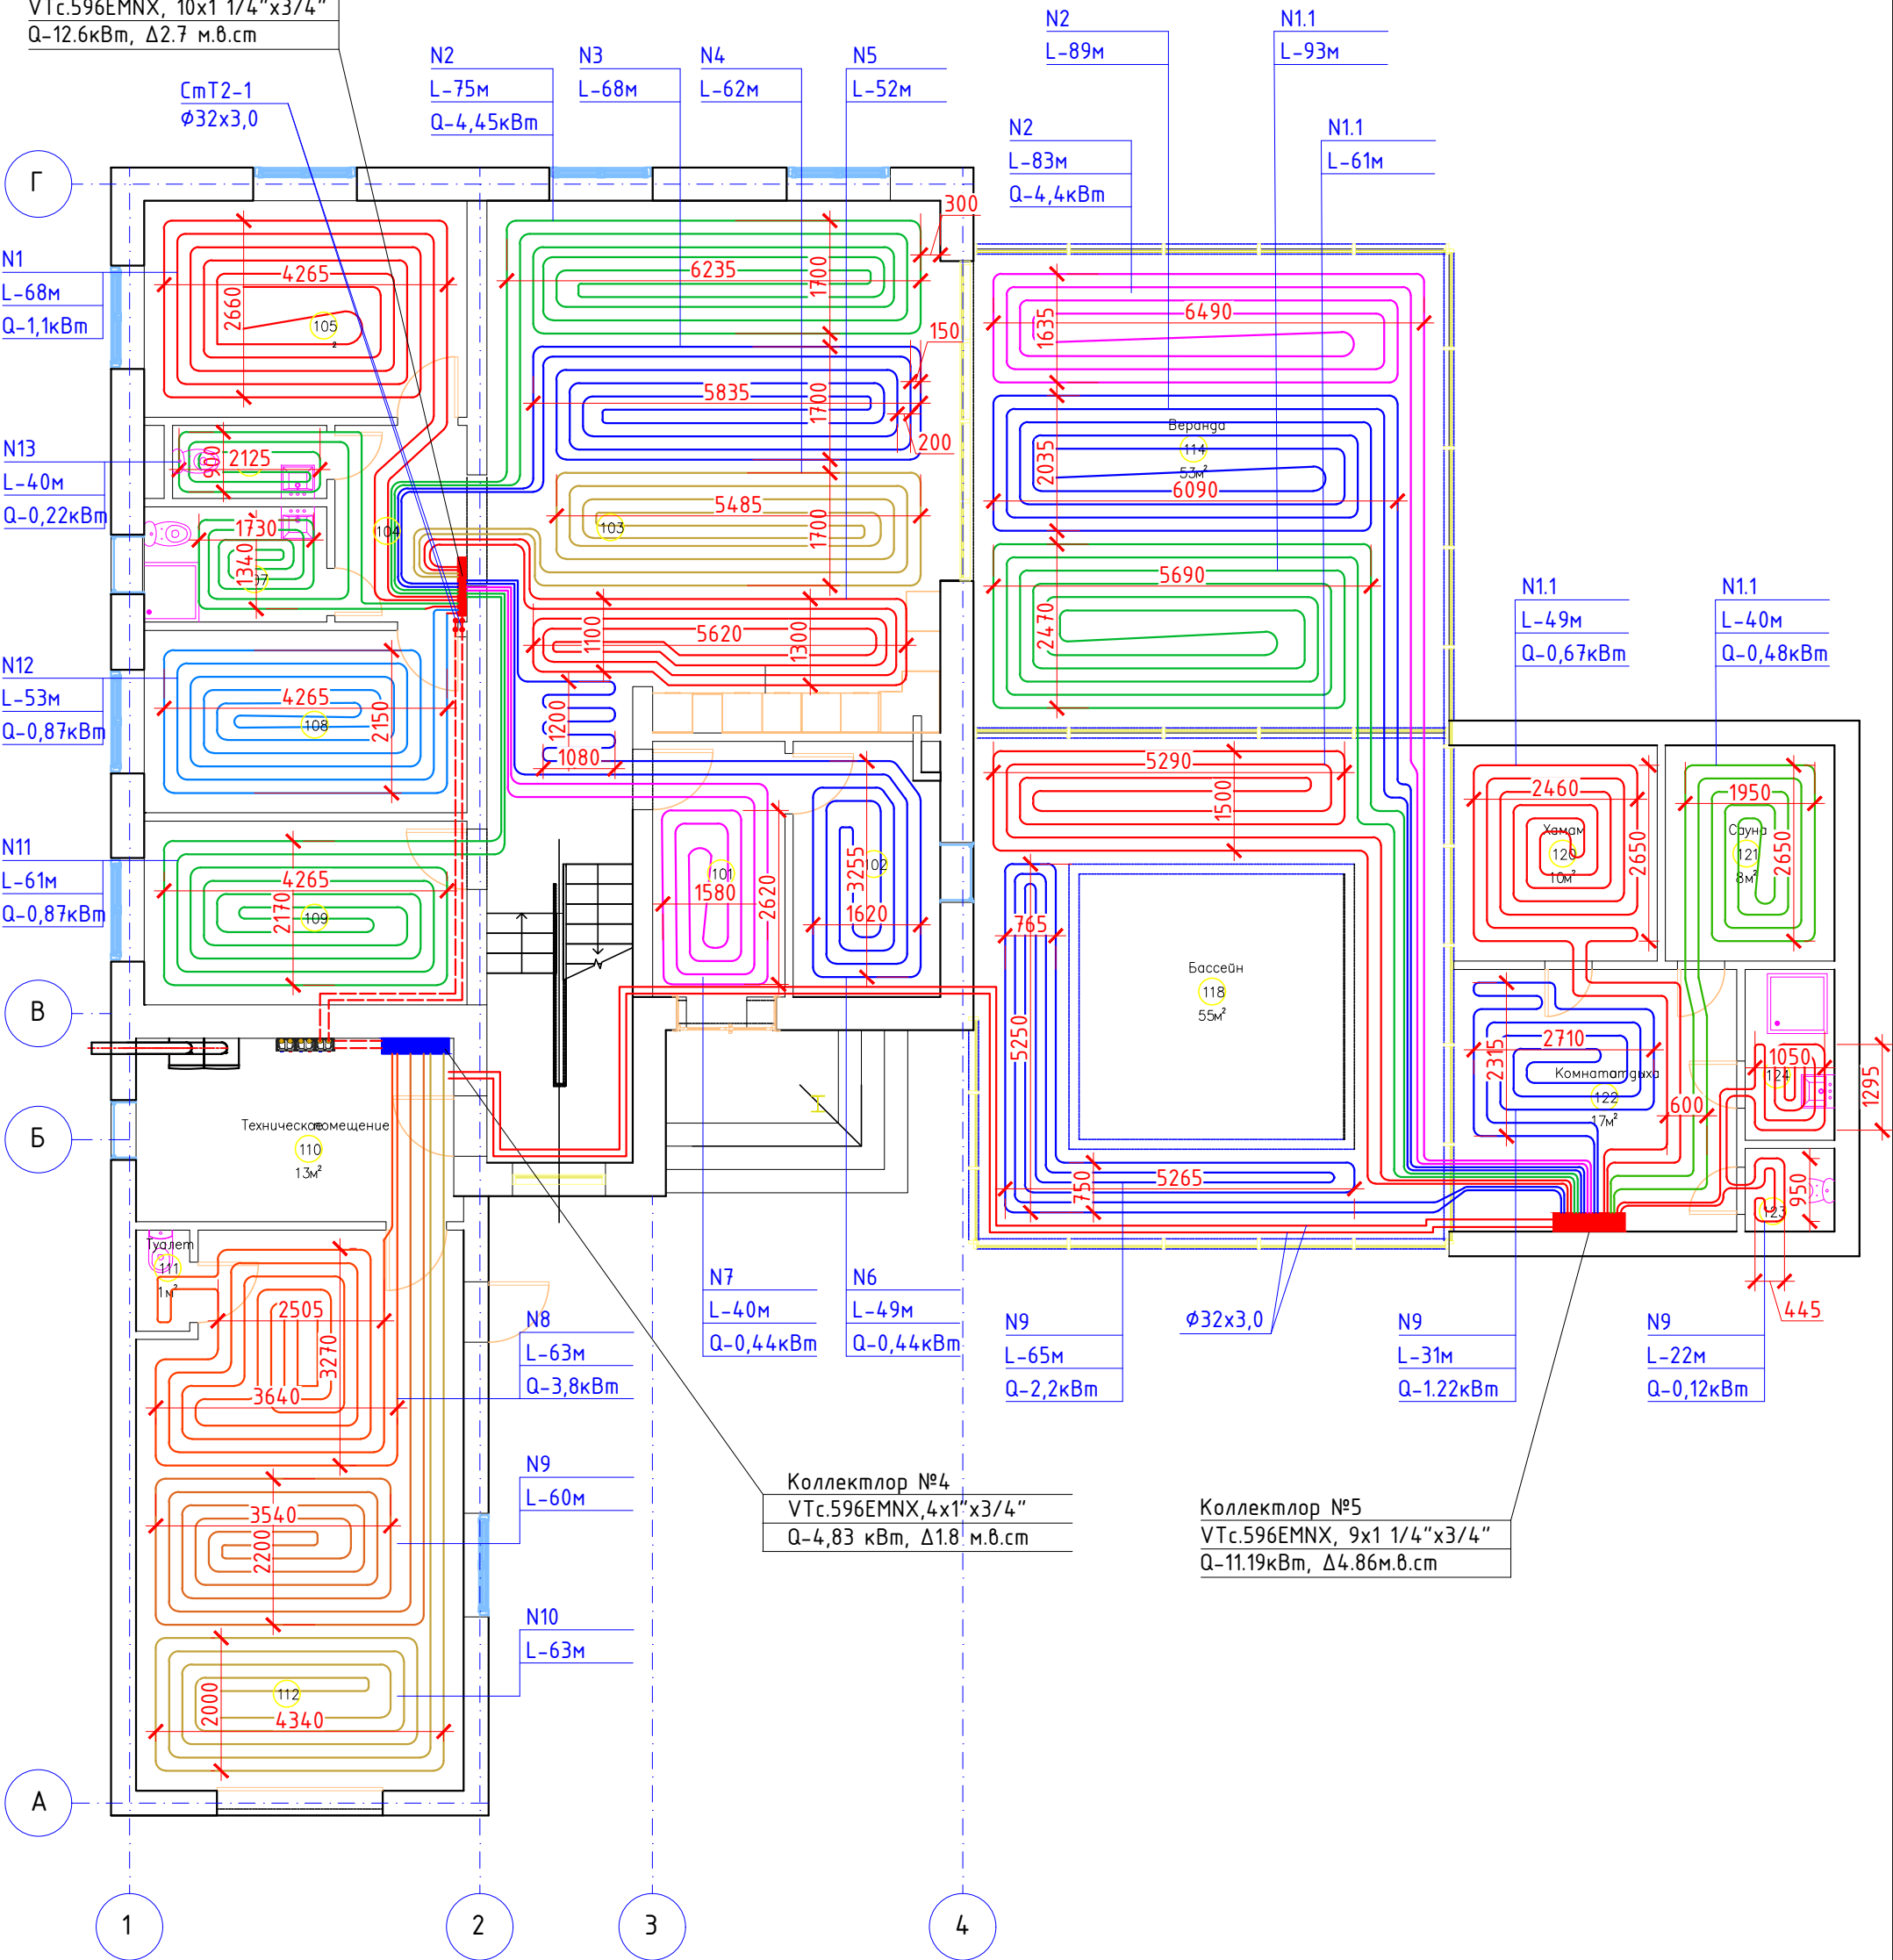 VTc.596EMNX, 10x1 1/4"x3/4"
Q-12.6кВт, Δ2.7 м.в.ст
СтТ2-1
Ø32x3,0
N2
L-75м
Q-4,45кВт
N3
L-68м
N4
L-62м
N5
L-52м
N2
L-89м
N1.1
L-93м
N2
L-83м
Q-4,4кВт
N1.1
L-61м
Г
N1
L-68м
Q-1,1кВт
N13
L-40м
Q-0,22кВт
N12
L-53м
Q-0,87кВт
N11
L-61м
Q-0,87кВт
4265
2660
105
2
2125
900
1730
1340
104
4265
2150
108
4265
2170
109
300
6235
1700
150
5835
1700
200
5485
1700
103
1100
5620
1300
1200
1080
1580
2620
101
3255
1620
102
6490
1635
Веранда
114
53м²
2035
6090
5690
2470
5290
1500
765
5250
Бассейн
118
55м²
5265
750
N1.1
L-49м
Q-0,67кВт
N1.1
L-40м
Q-0,48кВт
2460
Хамам
120
10м²
2650
1950
Сауна
121
8м²
2650
2315
2710
Комната отдыха
122
17м²
600
1050
124
1295
950
123
445
В
Б
Техническое помещение
110
13м²
Туалет
111
1м²
2505
3270
3640
3540
2200
2000
112
4340
N7
L-40м
Q-0,44кВт
N6
L-49м
Q-0,44кВт
N8
L-63м
Q-3,8кВт
N9
L-60м
N10
L-63м
N9
L-65м
Q-2,2кВт
Ø32x3,0
N9
L-31м
Q-1.22кВт
N9
L-22м
Q-0,12кВт
Коллектлор №4
VTc.596EMNX,4x1"x3/4"
Q-4,83 кВт, Δ1.8 м.в.ст
Коллектлор №5
VTc.596EMNX, 9x1 1/4"x3/4"
Q-11.19кВт, Δ4.86м.в.ст
А
1
2
3
4